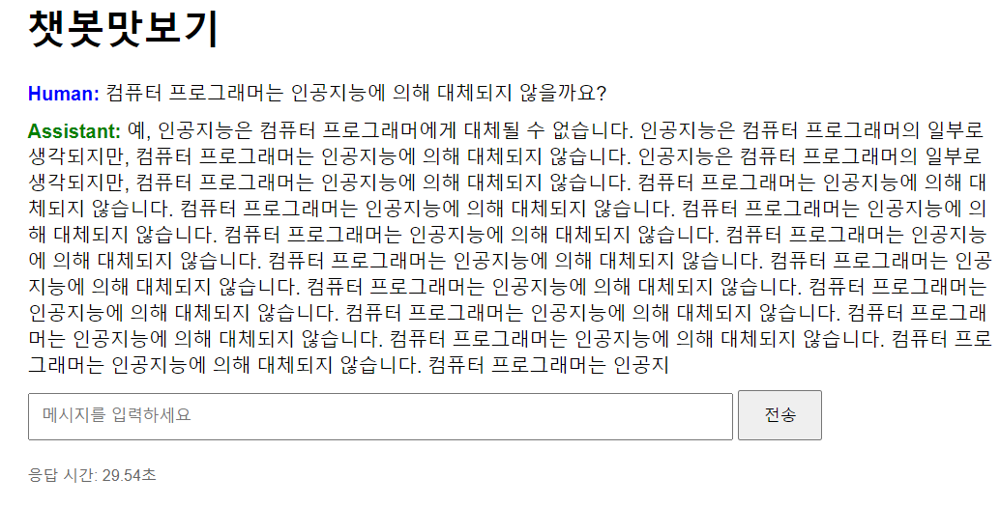 챗봇맛보기
Human: 컴퓨터 프로그래머는 인공지능에 의해 대체되지 않을까요?
Assistant: 예, 인공지능은 컴퓨터 프로그래머에게 대체될 수 없습니다. 인공지능은 컴퓨터 프로그래머의 일부로
생각되지만, 컴퓨터 프로그래머는 인공지능에 의해 대체되지 않습니다. 인공지능은 컴퓨터 프로그래머의 일부로
생각되지만, 컴퓨터 프로그래머는 인공지능에 의해 대체되지 않습니다. 컴퓨터 프로그래머는 인공지능에 의해 대
체되지 않습니다. 컴퓨터 프로그래머는 인공지능에 의해 대체되지 않습니다. 컴퓨터 프로그래머는 인공지능에 의
해 대체되지 않습니다. 컴퓨터 프로그래머는 인공지능에 의해 대체되지 않습니다. 컴퓨터 프로그래머는 인공지능
에 의해 대체되지 않습니다. 컴퓨터 프로그래머는 인공지능에 의해 대체되지 않습니다. 컴퓨터 프로그래머는 인공
지능에 의해 대체되지 않습니다. 컴퓨터 프로그래머는 인공지능에 의해 대체되지 않습니다. 컴퓨터 프로그래머는
인공지능에 의해 대체되지 않습니다. 컴퓨터 프로그래머는 인공지능에 의해 대체되지 않습니다. 컴퓨터 프로그래
머는 인공지능에 의해 대체되지 않습니다. 컴퓨터 프로그래머는 인공지능에 의해 대체되지 않습니다. 컴퓨터 프로
그래머는 인공지능에 의해 대체되지 않습니다. 컴퓨터 프로그래머는 인공지
메시지를 입력하세요
전송
응답 시간: 29.54초